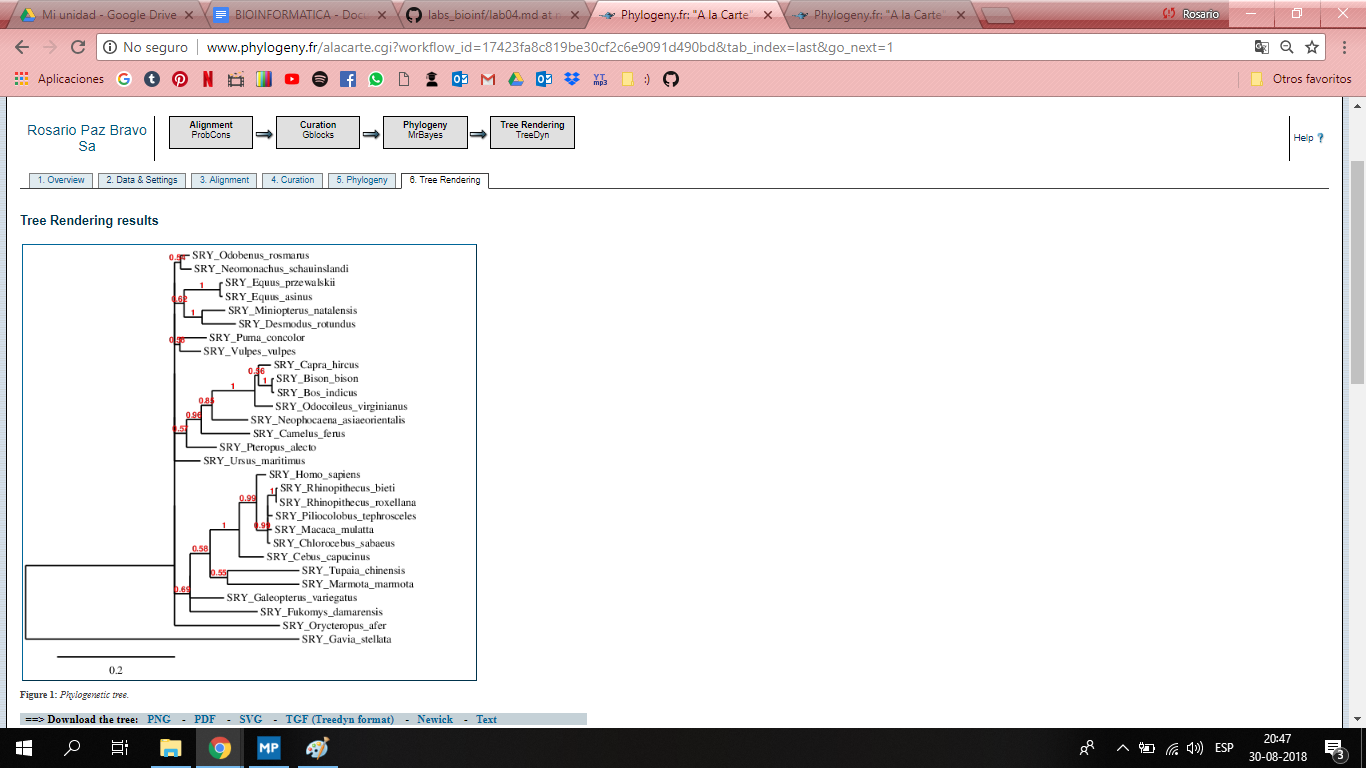 Mi unidad - Google Drive
BIOINFORMATICA - Docu
labs_bioinf/lab04.md at
Phylogeny.fr: "A la Carte"
Phylogeny.fr: "A la Carte"
Rosario
No seguro
www.phylogeny.fr/alacarte.cgi?workflow_id=17423fa8c819be30cf2c6e9091d490bd&tab_index=last&go_next=1
Aplicaciones
YT mp3
:)
Otros favoritos
Rosario Paz Bravo
Sa
Alignment
ProbCons
Curation
Gblocks
Phylogeny
MrBayes
Tree Rendering
TreeDyn
Help ?
1. Overview
2. Data & Settings
3. Alignment
4. Curation
5. Phylogeny
6. Tree Rendering
Tree Rendering results
0.54
SRY_Odobenus_rosmarus
SRY_Neomonachus_schauinslandi
1
SRY_Equus_przewalskii
0.62
SRY_Equus_asinus
1
SRY_Miniopterus_natalensis
SRY_Desmodus_rotundus
SRY_Puma_concolor
SRY_Vulpes_vulpes
SRY_Capra_hircus
0.56
1
SRY_Bison_bison
1
SRY_Bos_indicus
0.85
SRY_Odocoileus_virginianus
0.96
SRY_Neophocaena_asiaeorientalis
0.57
SRY_Camelus_ferus
SRY_Pteropus_alecto
SRY_Ursus_maritimus
SRY_Homo_sapiens
1
SRY_Rhinopithecus_bieti
0.99
SRY_Rhinopithecus_roxellana
SRY_Piliocolobus_tephrosceles
1
SRY_Macaca_mulatta
SRY_Chlorocebus_sabaeus
0.58
SRY_Cebus_capucinus
0.55
SRY_Tupaia_chinensis
0.69
SRY_Marmota_marmota
SRY_Galeopterus_variegatus
SRY_Fukomys_damarensis
SRY_Orycteropus_afer
SRY_Gavia_stellata
0.2
Figure 1: Phylogenetic tree.
==> Download the tree: PNG - PDF - SVG - TGF (Treedyn format) - Newick - Text
MP
ESP
20:47
30-08-2018
3